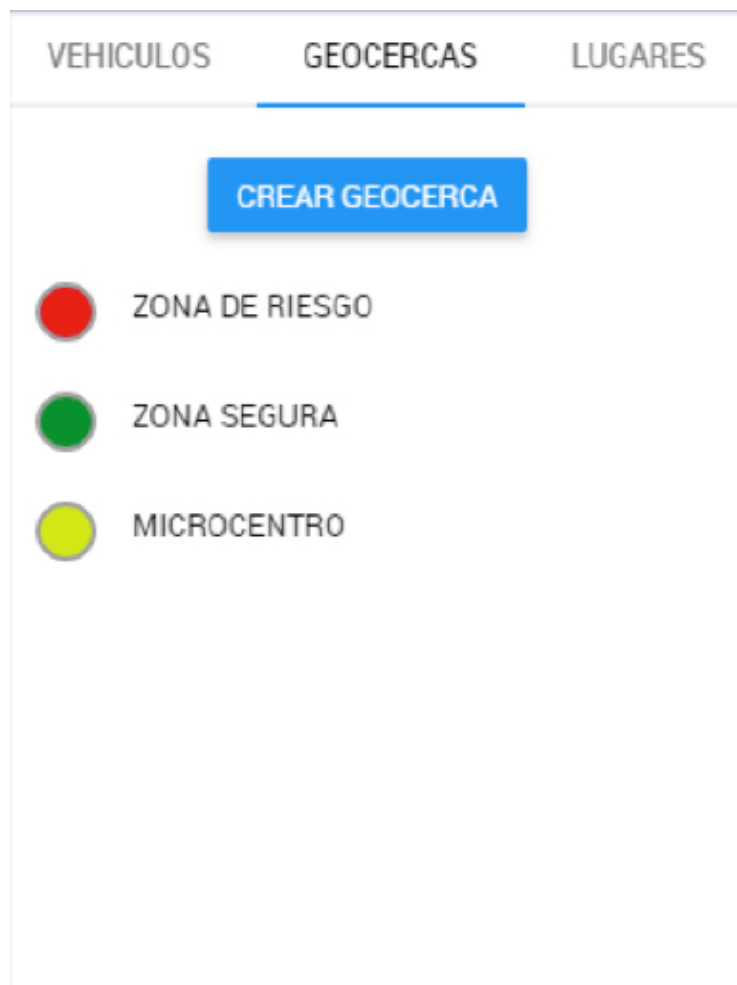 VEHICULOS GEOCERCAS LUGARES
CREAR GEOCERCA
ZONA DE RIESGO
ZONA SEGURA
MICROCENTRO